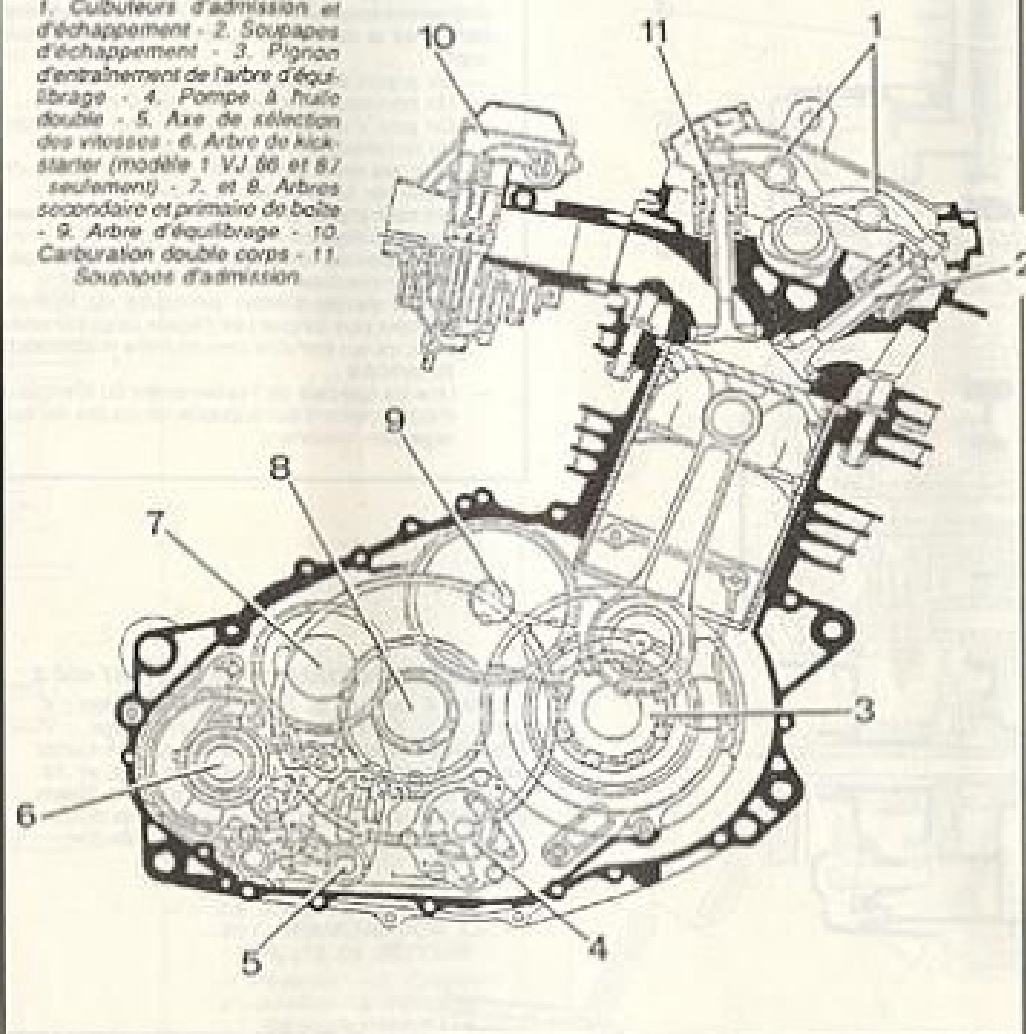 1. Culbuteurs d'admission et
d'échappement - 2. Soupapes
d'échappement - 3. Pignon
d'entraînement de l'arbre d'équi-
librage - 4. Pompe à huile
double - 5. Axe de sélection
des vitesses - 6. Arbre de kick-
starter (modèle 1 VJ 86 et 87
seulement) - 7. et 8. Arbres
secondaire et primaire de boîte
- 9. Arbre d'équilibrage - 10.
Carburation double corps - 11.
Soupapes d'admission
10
11
1
2
9
8
7
3
6
5
4